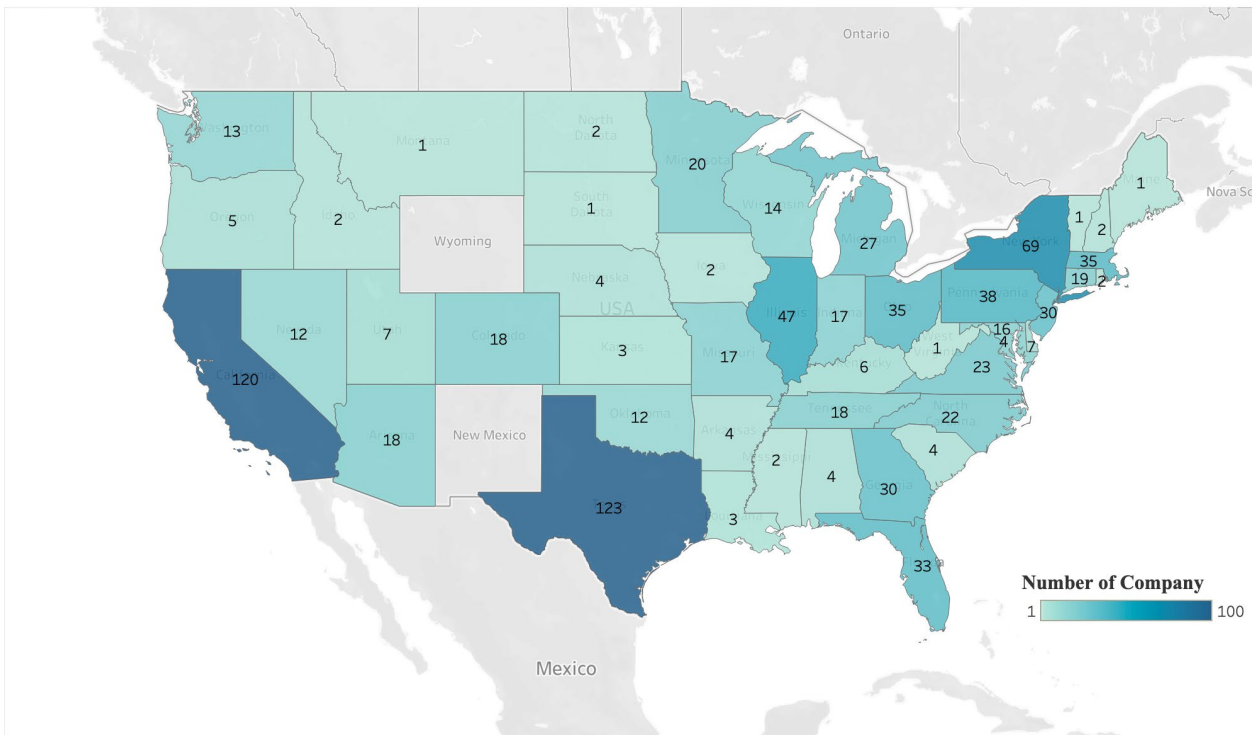 Ontario
Washington
13
Montana
1
North
Dakota
2
Minnesota
20
Maine
1
Nova Sc
Oregon
5
Idaho
2
South
Dakota
1
Wisconsin
14
Michigan
27
1
2
New York
69
35
19
2
Wyoming
Iowa
2
Nebraska
4
USA
Pennsylvania
38
30
Nevada
12
Utah
7
Colorado
18
Kansas
3
Missouri
17
Illinois
47
Indiana
17
Ohio
35
16
4
7
West
Virginia
1
23
Kentucky
6
California
120
Arizona
18
New Mexico
Oklahoma
12
Arkansas
4
Tennessee
18
North
Carolina
22
4
Mississippi
2
4
Georgia
30
Texas
123
Louisiana
3
33
Number of Company
1
100
Mexico